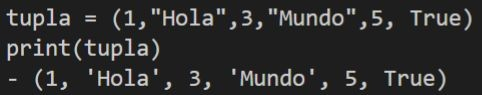 tupla = (1,"Hola",3,"Mundo",5, True)
print(tupla)
- (1, 'Hola', 3, 'Mundo', 5, True)